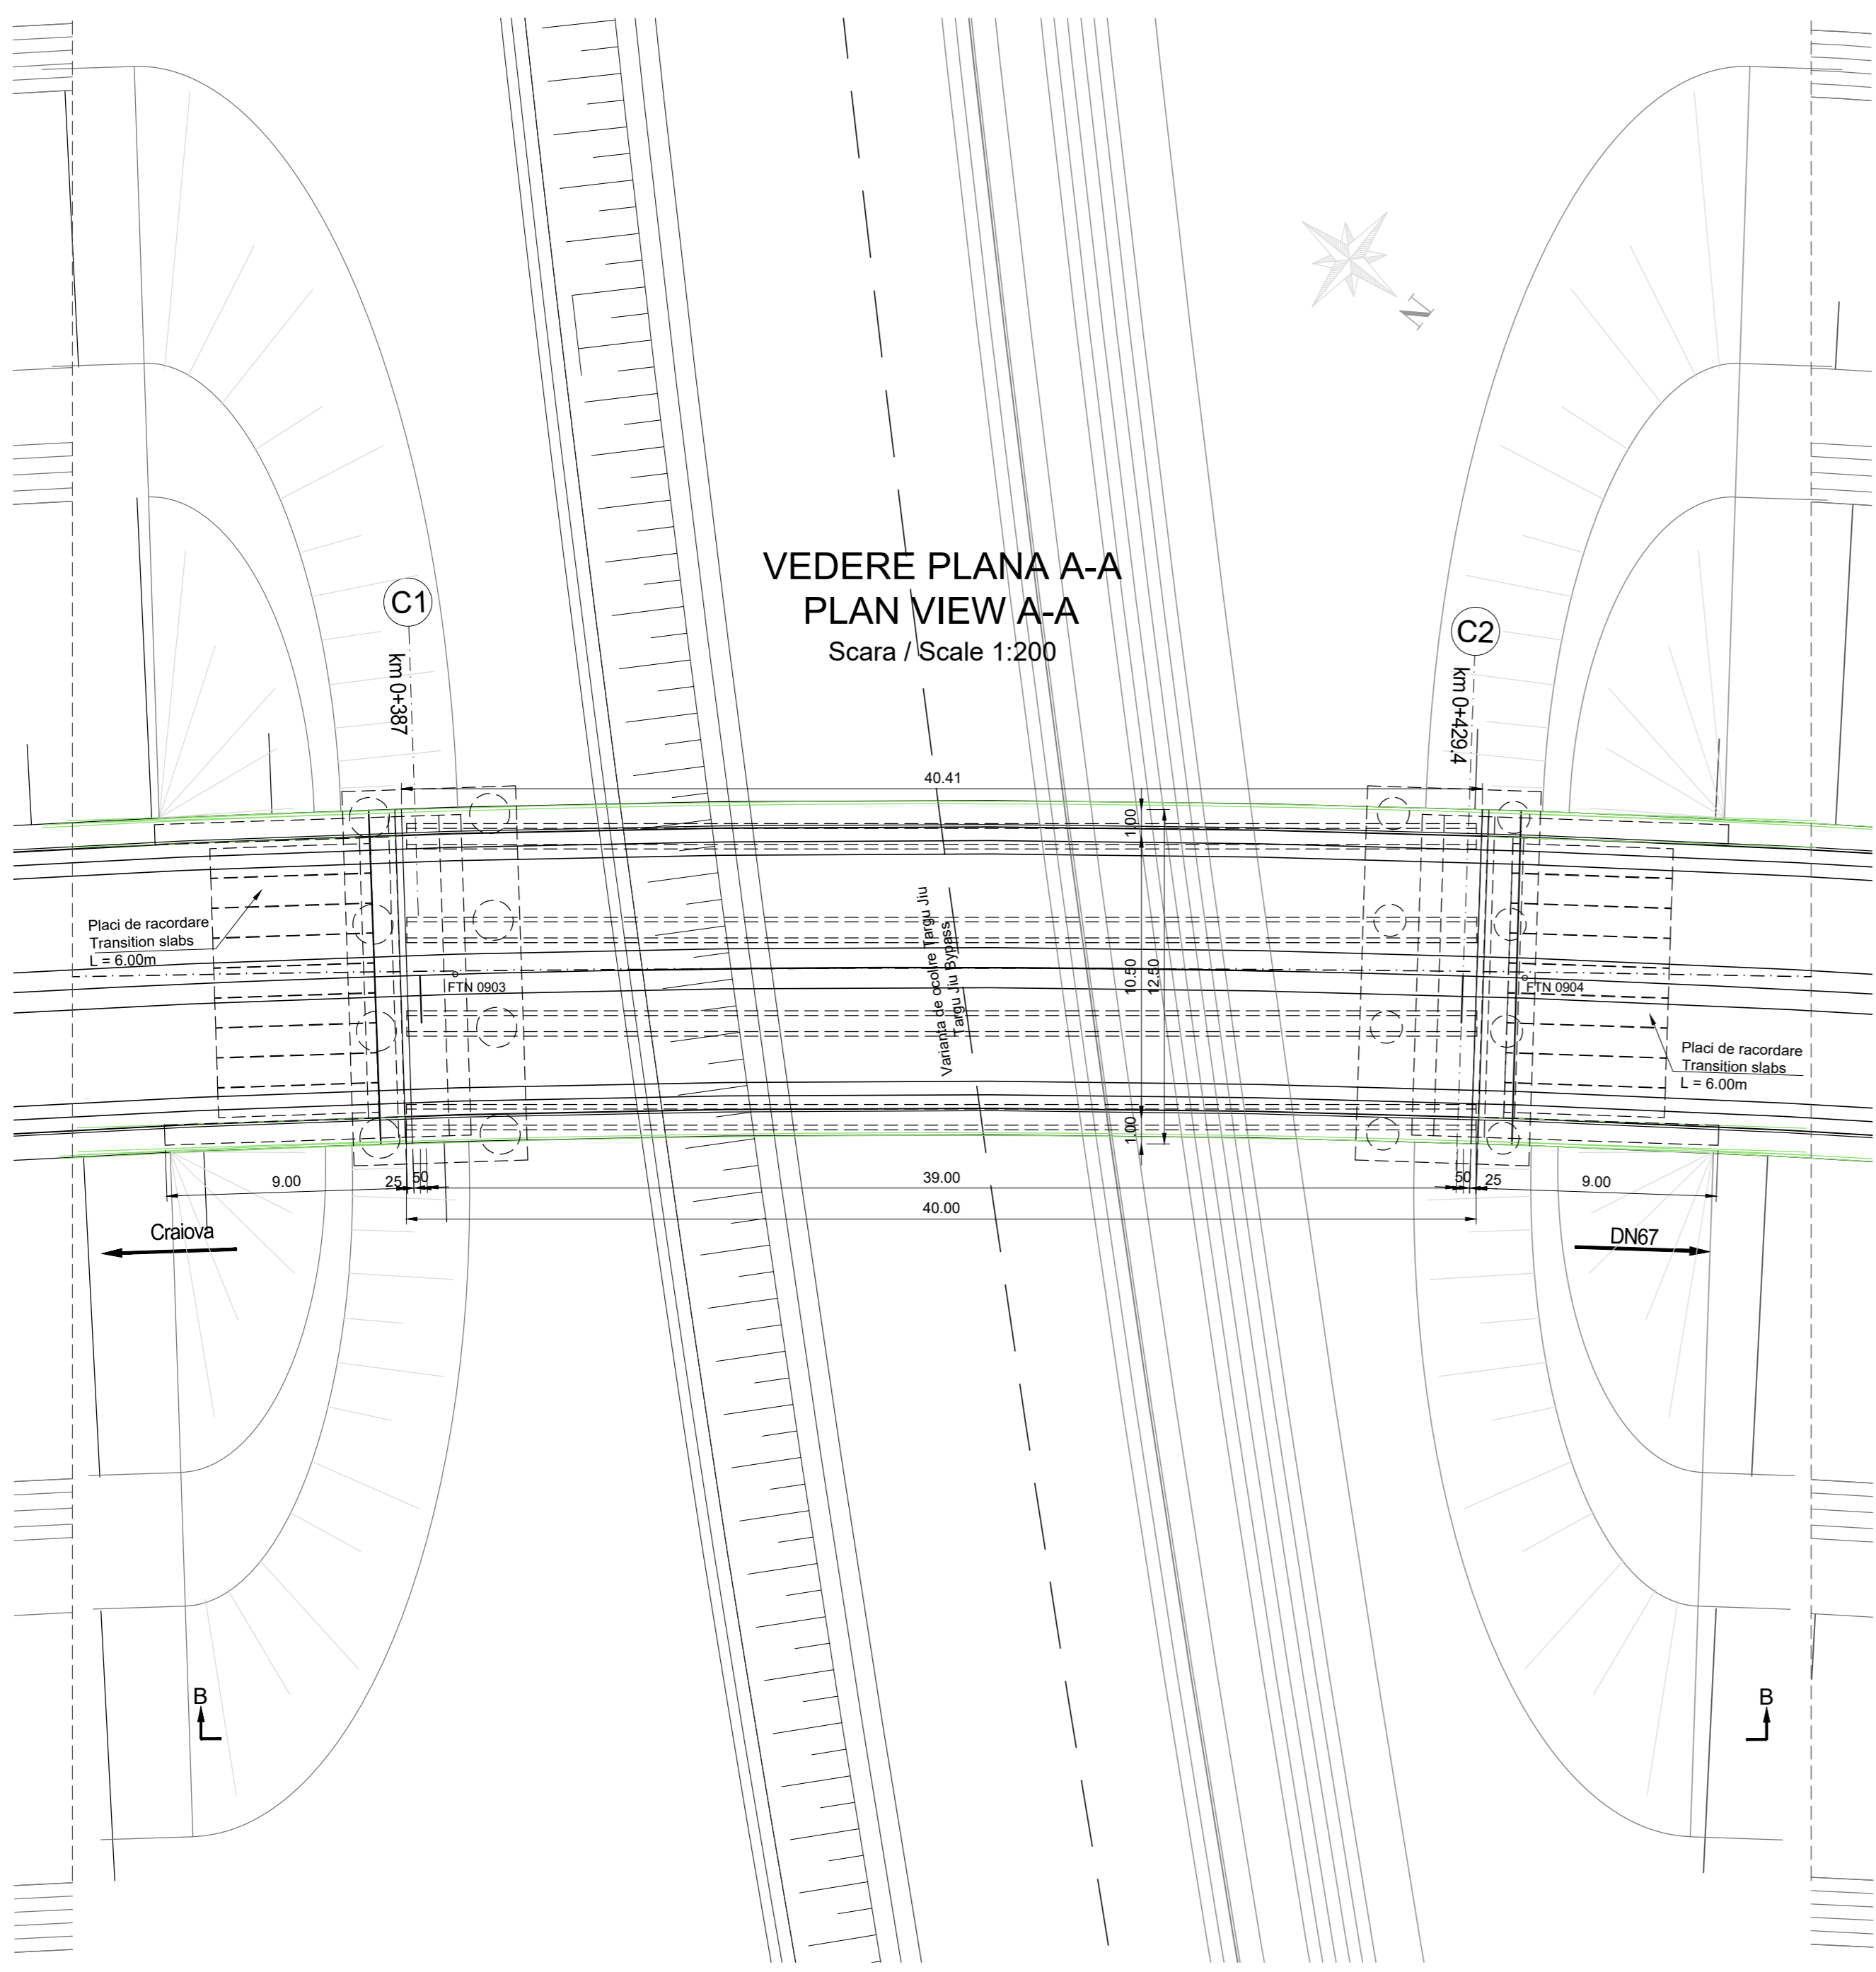 N
VEDERE PLANA A-A
PLAN VIEW A-A
Scara / Scale 1:200
C1
C2
km 0+387
km 0+429.4
40.41
1.00
Placi de racordare
Transition slabs
L = 6.00m
FTN 0903
Varianta de ocolire Targu Jiu
Targu Jiu Bypass
10.50
12.50
FTN 0904
Placi de racordare
Transition slabs
L = 6.00m
1.00
9.00
25
50
39.00
50
25
9.00
40.00
Craiova
DN67
B
B